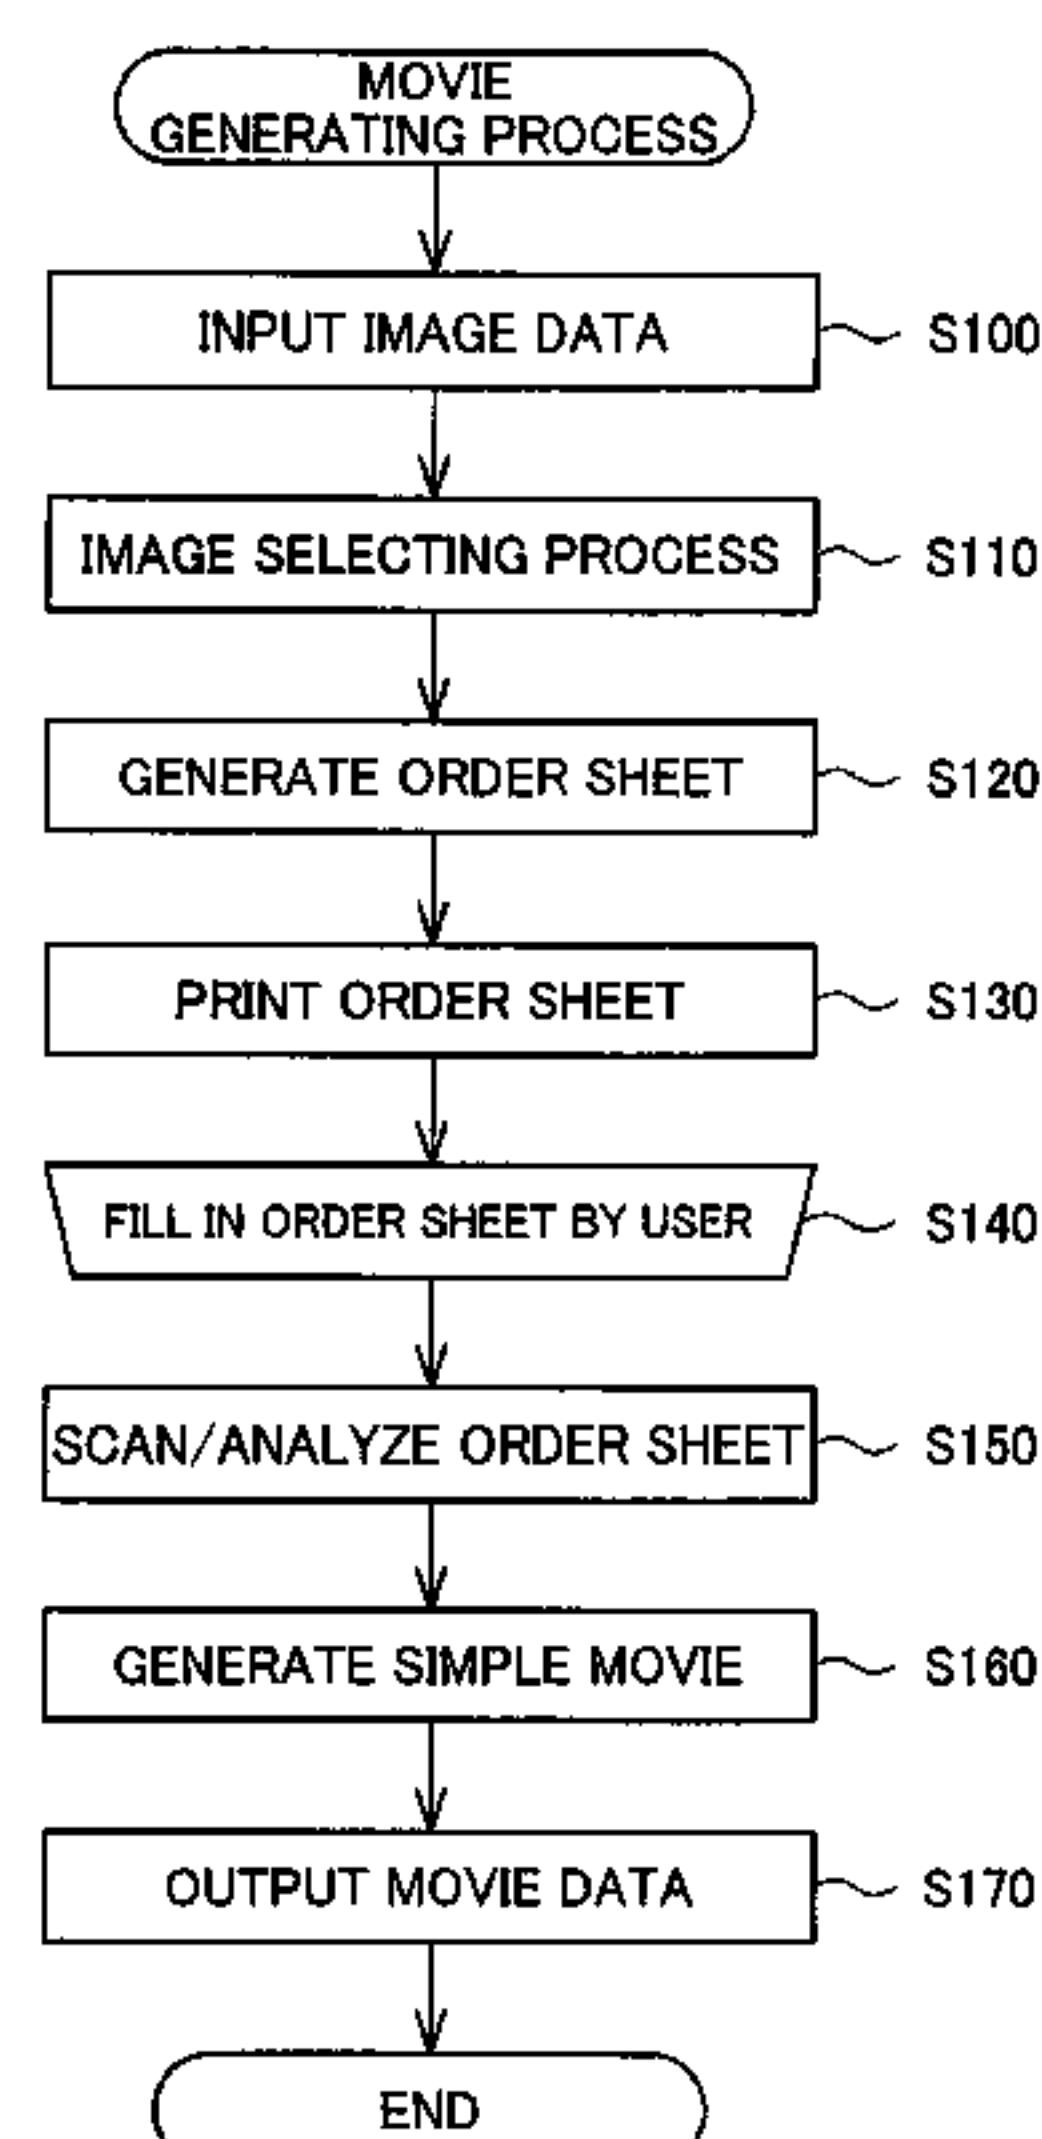 MOVIE
GENERATING PROCESS
INPUT IMAGE DATA
S100
IMAGE SELECTING PROCESS
S110
GENERATE ORDER SHEET
S120
PRINT ORDER SHEET
S130
FILL IN ORDER SHEET BY USER
S140
SCAN/ANALYZE ORDER SHEET
S150
GENERATE SIMPLE MOVIE
S160
OUTPUT MOVIE DATA
S170
END